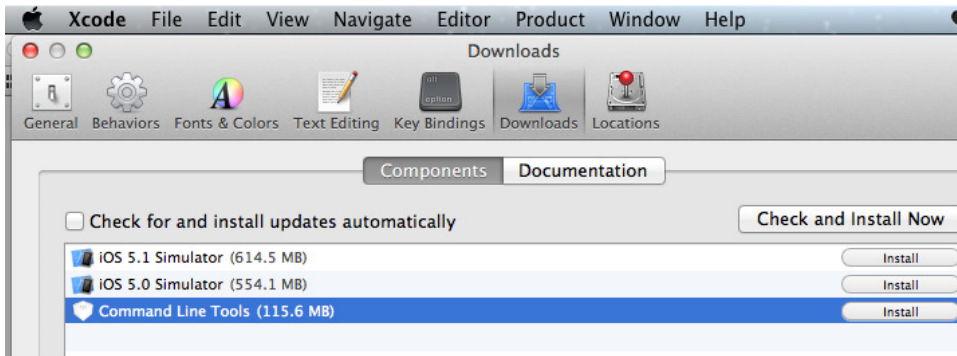 Xcode File Edit View Navigate Editor Product Window Help
Downloads
alt
option
General Behaviors Fonts & Colors Text Editing Key Bindings Downloads Locations
Components Documentation
Check for and install updates automatically Check and Install Now
iOS 5.1 Simulator (614.5 MB) Install
iOS 5.0 Simulator (554.1 MB) Install
Command Line Tools (115.6 MB) Install